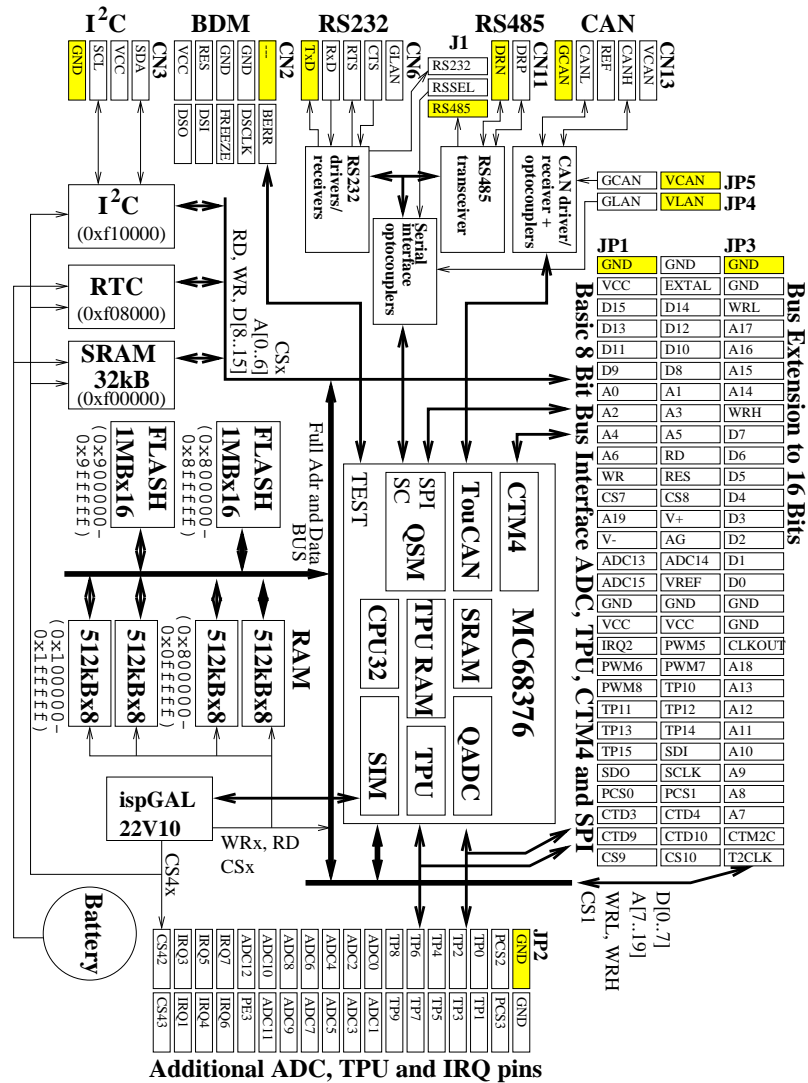 I2C
BDM
RS232
RS485
CAN
CN3
CN2
CN6
J1
CN11
CN13
GND
SCL
VCC
SDA
VCC
RES
GND
GND
---
DSO
DSI
FREEZE
DSCLK
BERR
TxD
RxD
RTS
CTS
GLAN
RS232
RSSEL
RS485
DRN
DRP
GCAN
CANL
REF
CANH
VCAN
RS232
drivers/
receivers
RS485
transceiver
CAN driver/
receiver +
optocouplers
Serial
interface
optocouplers
GCAN VCAN JP5
GLAN VLAN JP4
I2C
(0xf10000)
RTC
(0xf08000)
SRAM
32kB
(0xf00000)
RD, WR, D[8..15]
A[0..6]
CSx
JP1
JP3
GND GND GND
VCC EXTAL GND
D15 D14 WRL
D13 D12 A17
D11 D10 A16
D9 D8 A15
A0 A1 A14
A2 A3 WRH
A4 A5 D7
A6 RD D6
WR RES D5
CS7 CS8 D4
A19 V+ D3
V- AG D2
ADC13 ADC14 D1
ADC15 VREF D0
GND GND GND
VCC VCC GND
IRQ2 PWM5 CLKOUT
PWM6 PWM7 A18
PWM8 TP10 A13
TP11 TP12 A12
TP13 TP14 A11
TP15 SDI A10
SDO SCLK A9
PCS0 PCS1 A8
CTD3 CTD4 A7
CTD9 CTD10 CTM2C
CS9 CS10 T2CLK
Basic 8 Bit Bus Interface ADC, TPU, CTM4 and SPI
Bus Extension to 16 Bits
FLASH
1MBx16
(0x900000-
0x9fffff)
FLASH
1MBx16
(0x800000-
0x8fffff)
Full Adr and Data
BUS
TEST
SPI
SC
QSM
TouCAN
CTM4
CPU32
TPU RAM
SRAM
MC68376
SIM
TPU
QADC
RAM
512kBx8
512kBx8
512kBx8
512kBx8
(0x100000-
0x1fffff)
(0x800000-
0x0fffff)
ispGAL
22V10
WRx, RD
CSx
CS4x
Battery
CS1
WRL, WRH
A[7..19]
D[0..7]
JP2
CS42
IRQ3
IRQ5
IRQ7
ADC12
ADC10
ADC8
ADC6
ADC4
ADC2
ADC0
TP8
TP6
TP4
TP2
TP0
PCS2
GND
CS43
IRQ1
IRQ4
IRQ6
PE3
ADC11
ADC9
ADC7
ADC5
ADC3
ADC1
TP9
TP7
TP5
TP3
TP1
PCS3
GND
Additional ADC, TPU and IRQ pins